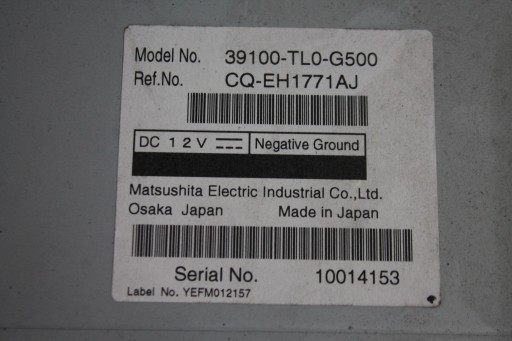 Model No. 39100-TL0-G500
Ref.No. CQ-EH1771AJ
DC 12V Negative Ground
Matsushita Electric Industrial Co.,Ltd.
Osaka Japan Made in Japan
Serial No. 10014153
Label No. YEFM012157